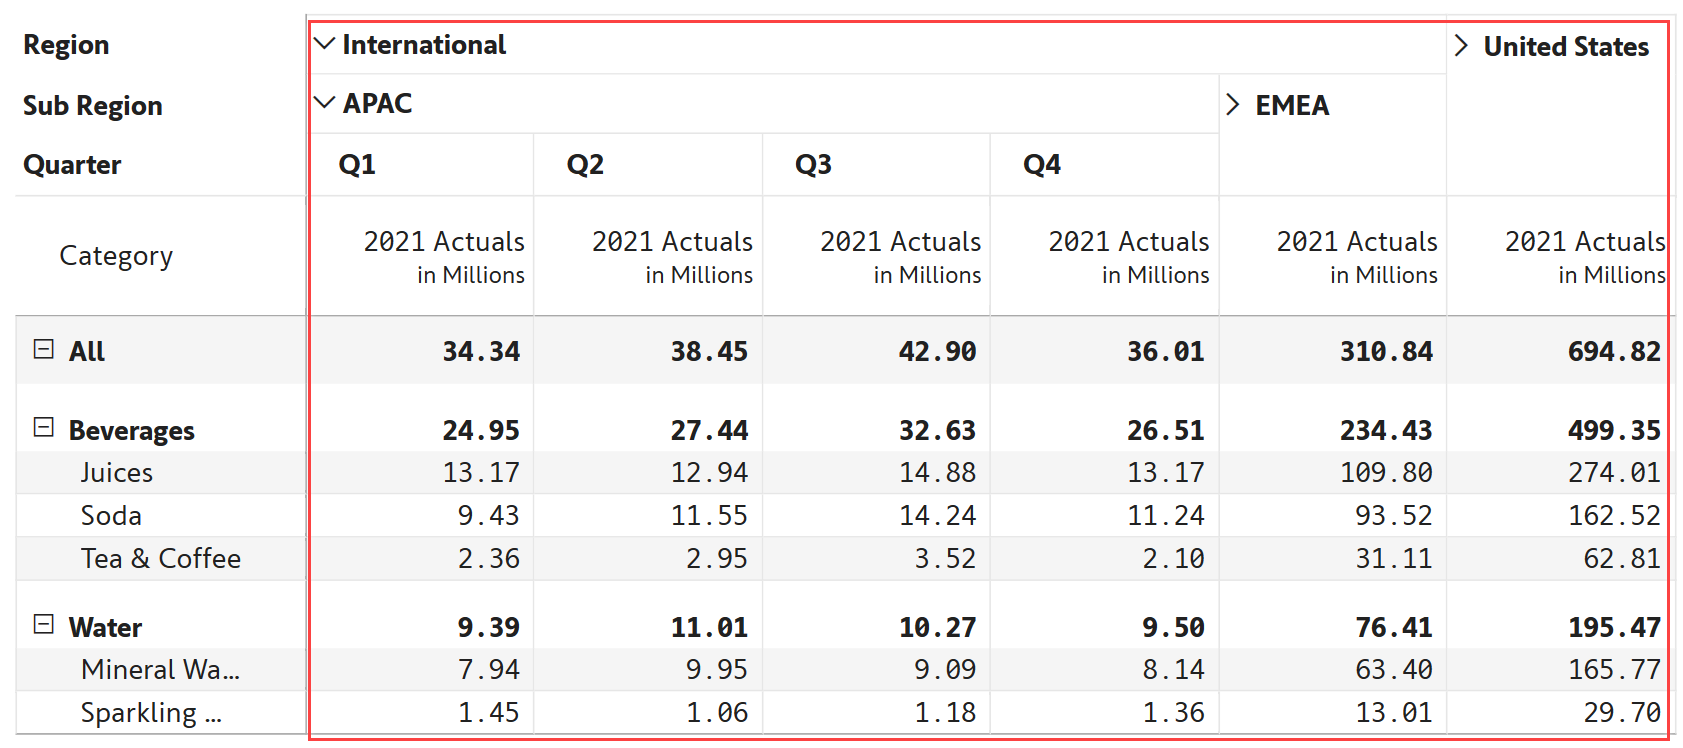 Region International United States
Sub Region APAC EMEA
Quarter Q1 Q2 Q3 Q4
Category 2021 Actuals 2021 Actuals 2021 Actuals 2021 Actuals 2021 Actuals 2021 Actuals
in Millions in Millions in Millions in Millions in Millions in Millions
All 34.34 38.45 42.90 36.01 310.84 694.82
Beverages 24.95 27.44 32.63 26.51 234.43 499.35
Juices 13.17 12.94 14.88 13.17 109.80 274.01
Soda 9.43 11.55 14.24 11.24 93.52 162.52
Tea & Coffee 2.36 2.95 3.52 2.10 31.11 62.81
Water 9.39 11.01 10.27 9.50 76.41 195.47
Mineral Wa... 7.94 9.95 9.09 8.14 63.40 165.77
Sparkling ... 1.45 1.06 1.18 1.36 13.01 29.70